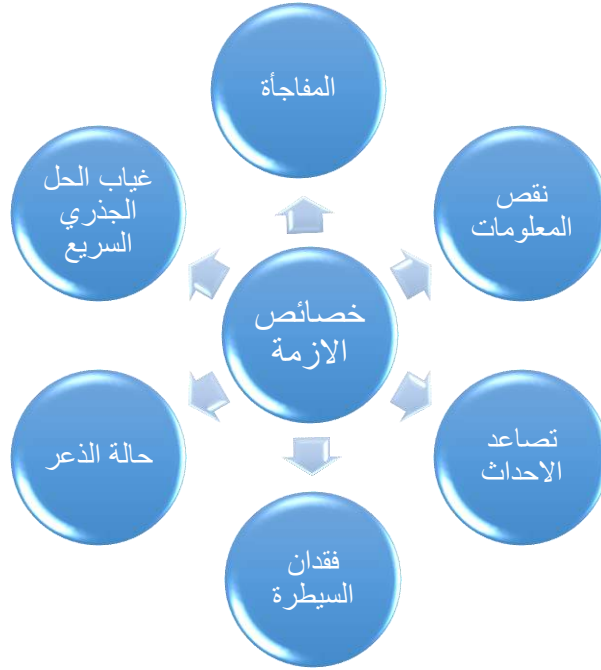 المفاجأة
نقص
المعلومات
تصاعد
الاحداث
فقدان
السيطرة
حالة الذعر
غياب الحل
الجذري
السريع
خصائص
الازمة